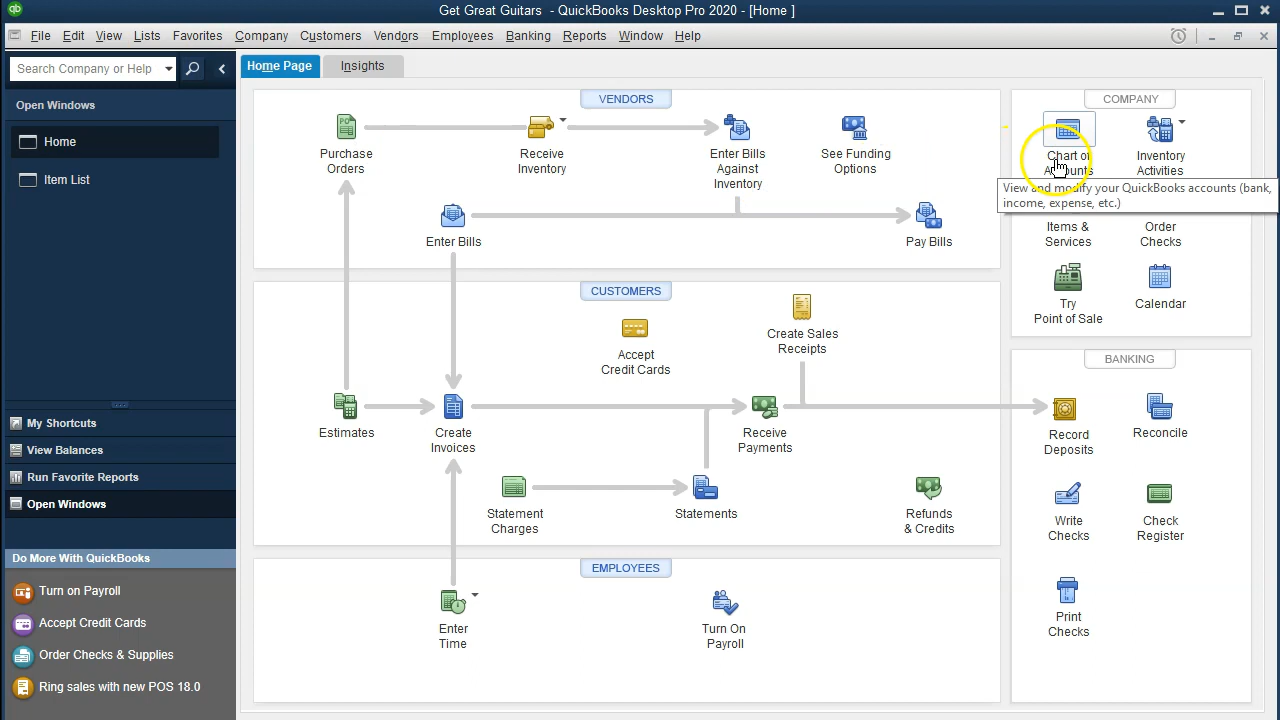 qb
Get Great Guitars - QuickBooks Desktop Pro 2020 - [Home ]
File Edit View Lists Favorites Company Customers Vendors Employees Banking Reports Window Help
Search Company or Help
Home Page Insights
Open Windows
Home
Item List
My Shortcuts
View Balances
Run Favorite Reports
Open Windows
Do More With QuickBooks
Turn on Payroll
Accept Credit Cards
Order Checks & Supplies
Ring sales with new POS 18.0
VENDORS
Purchase
Orders
Receive
Inventory
Enter Bills
Against
Inventory
See Funding
Options
Enter Bills
Pay Bills
CUSTOMERS
Accept
Credit Cards
Create Sales
Receipts
Estimates
Create
Invoices
Receive
Payments
Statement
Charges
Statements
Refunds
& Credits
EMPLOYEES
Enter
Time
Turn On
Payroll
COMPANY
Chart of
Accounts
Inventory
Activities
View and modify your QuickBooks accounts (bank,
income, expense, etc.)
Items &
Services
Order
Checks
Try
Point of Sale
Calendar
BANKING
Record
Deposits
Reconcile
Write
Checks
Check
Register
Print
Checks